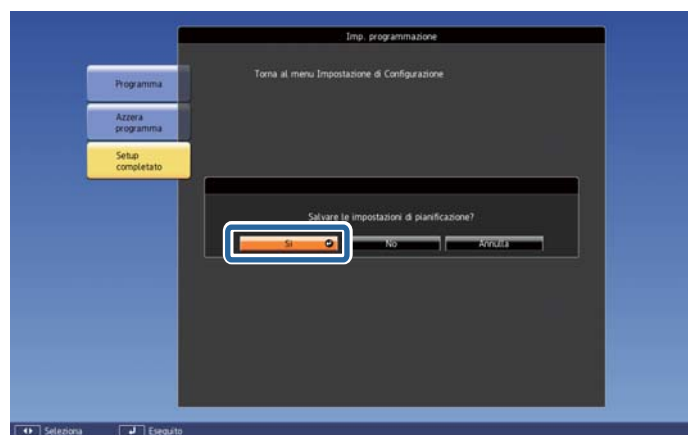 Imp. programmazione
Torna al menu Impostazione di Configurazione
Programma
Azzera
programma
Setup
completato
Salvare le impostazioni di pianificazione?
Sì No Annulla
Seleziona Eseguito